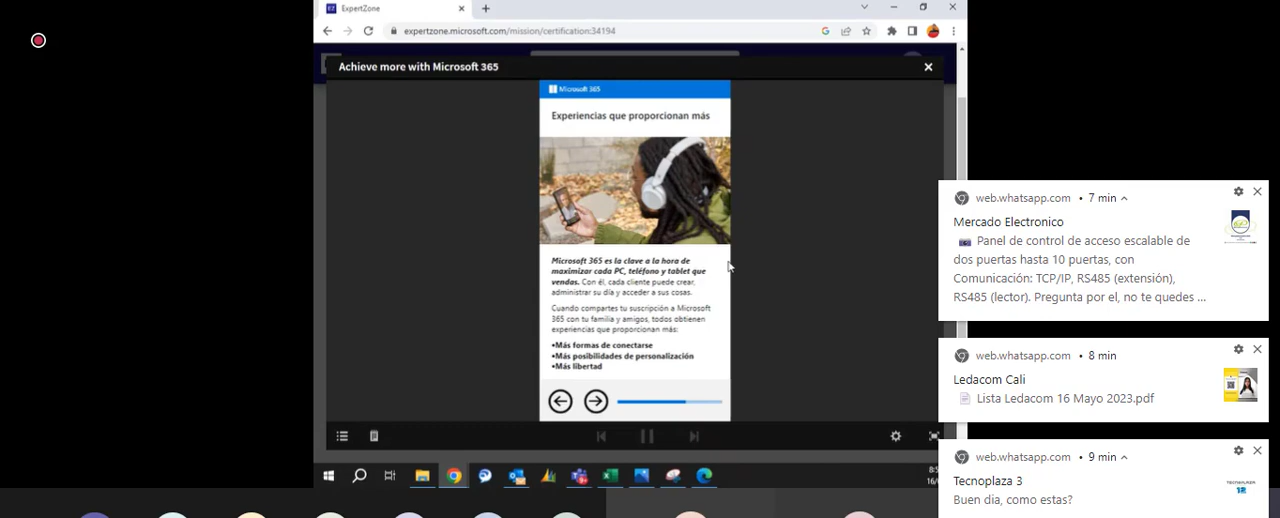 ExpertZone
expertzone.microsoft.com/mission/certification:34194
Achieve more with Microsoft 365
Microsoft 365
Experiencias que proporcionan más
Microsoft 365 es la clave a la hora de
maximizar cada PC, teléfono y tablet que
vendas. Con él, cada cliente puede crear,
administrar su día y acceder a sus cosas.
Cuando compartes tu suscripción a Microsoft
365 con tu familia y amigos, todos obtienen
experiencias que proporcionan más:
•Más formas de conectarse
•Más posibilidades de personalización
•Más libertad
web.whatsapp.com • 7 min
Mercado Electronico
Panel de control de acceso escalable de
dos puertas hasta 10 puertas, con
Comunicación: TCP/IP, RS485 (extensión),
RS485 (lector). Pregunta por el, no te quedes ...
web.whatsapp.com • 8 min
Ledacom Cali
Lista Ledacom 16 Mayo 2023.pdf
web.whatsapp.com • 9 min
Tecnoplaza 3
Buen dia, como estas?